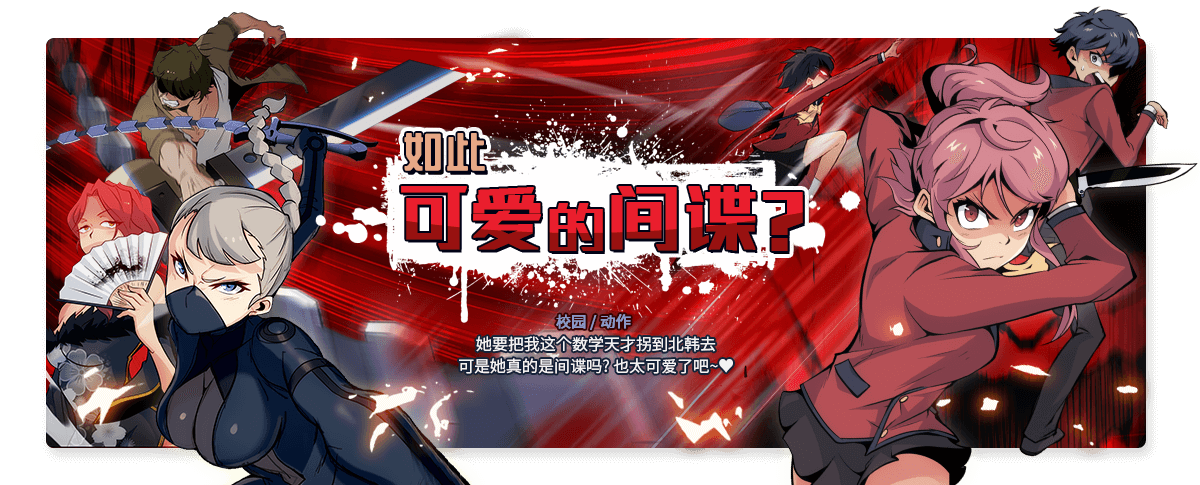 如此
可爱的间谍?
校园 / 动作
她要把我这个数学天才拐到北韩去
可是她真的是间谍吗? 也太可爱了吧~♥